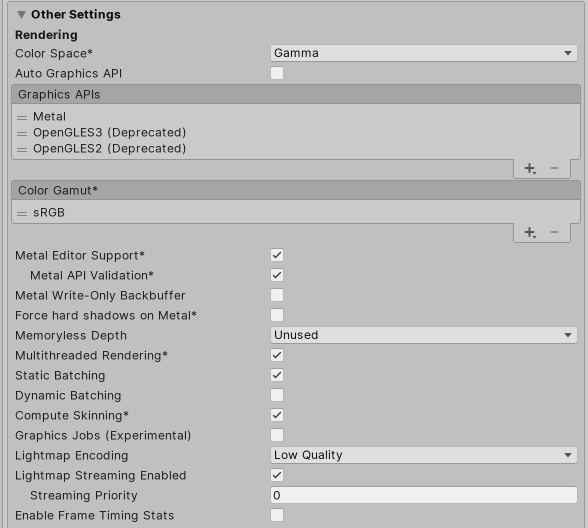 Other Settings
Rendering
Color Space* Gamma
Auto Graphics API
Graphics APIs
Metal
OpenGLES3 (Deprecated)
OpenGLES2 (Deprecated)
Color Gamut*
sRGB
Metal Editor Support*
Metal API Validation*
Metal Write-Only Backbuffer
Force hard shadows on Metal*
Memoryless Depth Unused
Multithreaded Rendering*
Static Batching
Dynamic Batching
Compute Skinning*
Graphics Jobs (Experimental)
Lightmap Encoding Low Quality
Lightmap Streaming Enabled
Streaming Priority 0
Enable Frame Timing Stats